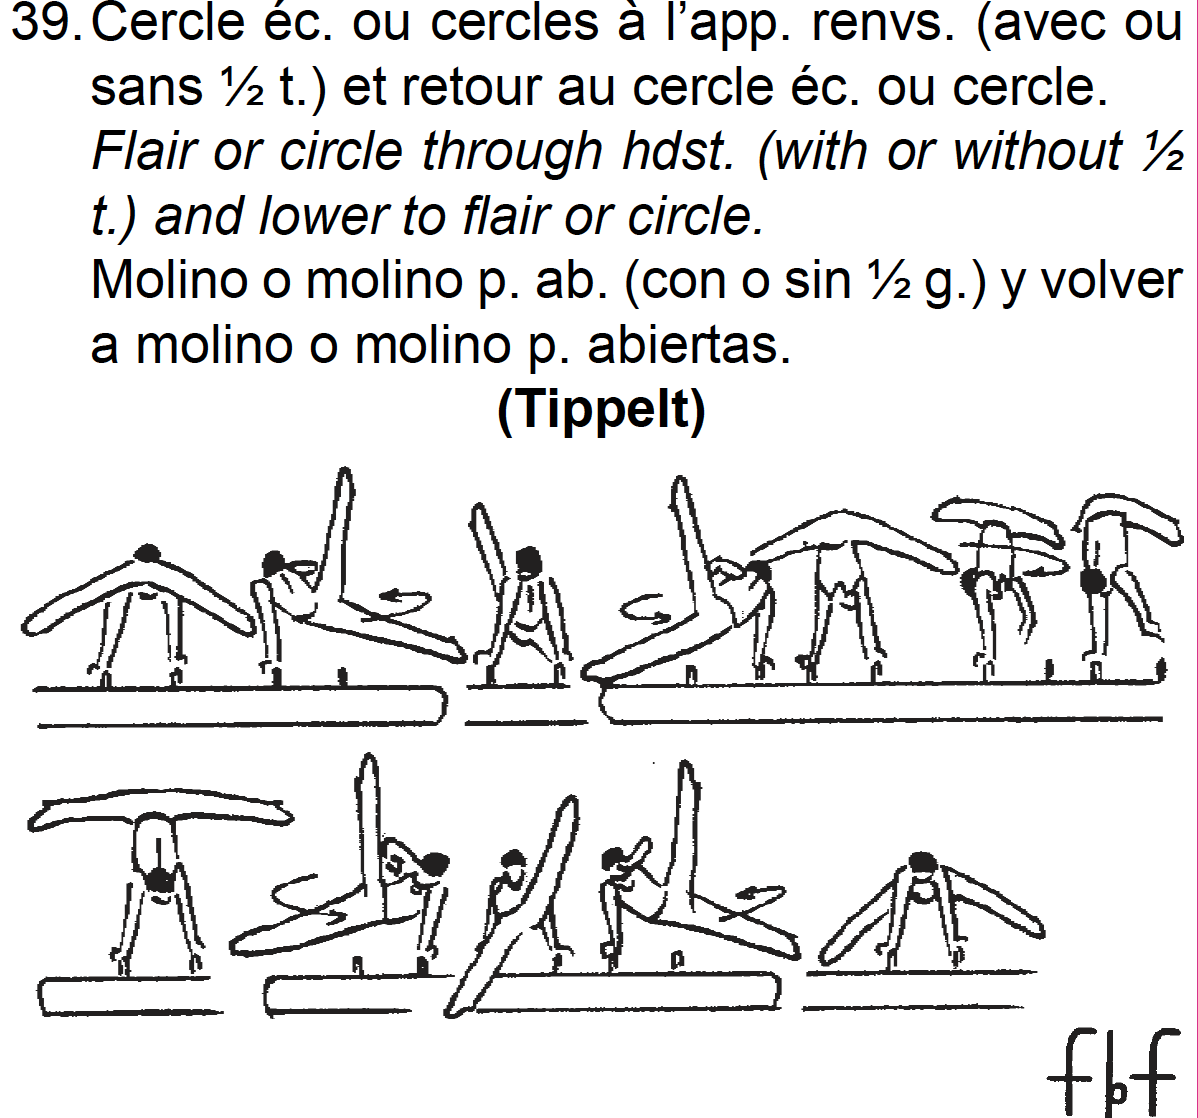 39. Cercle éc. ou cercles à l’app. renvs. (avec ou
sans ½ t.) et retour au cercle éc. ou cercle.
Flair or circle through hdst. (with or without ½
t.) and lower to flair or circle.
Molino o molino p. ab. (con o sin ½ g.) y volver
a molino o molino p. abiertas.
(Tippelt)